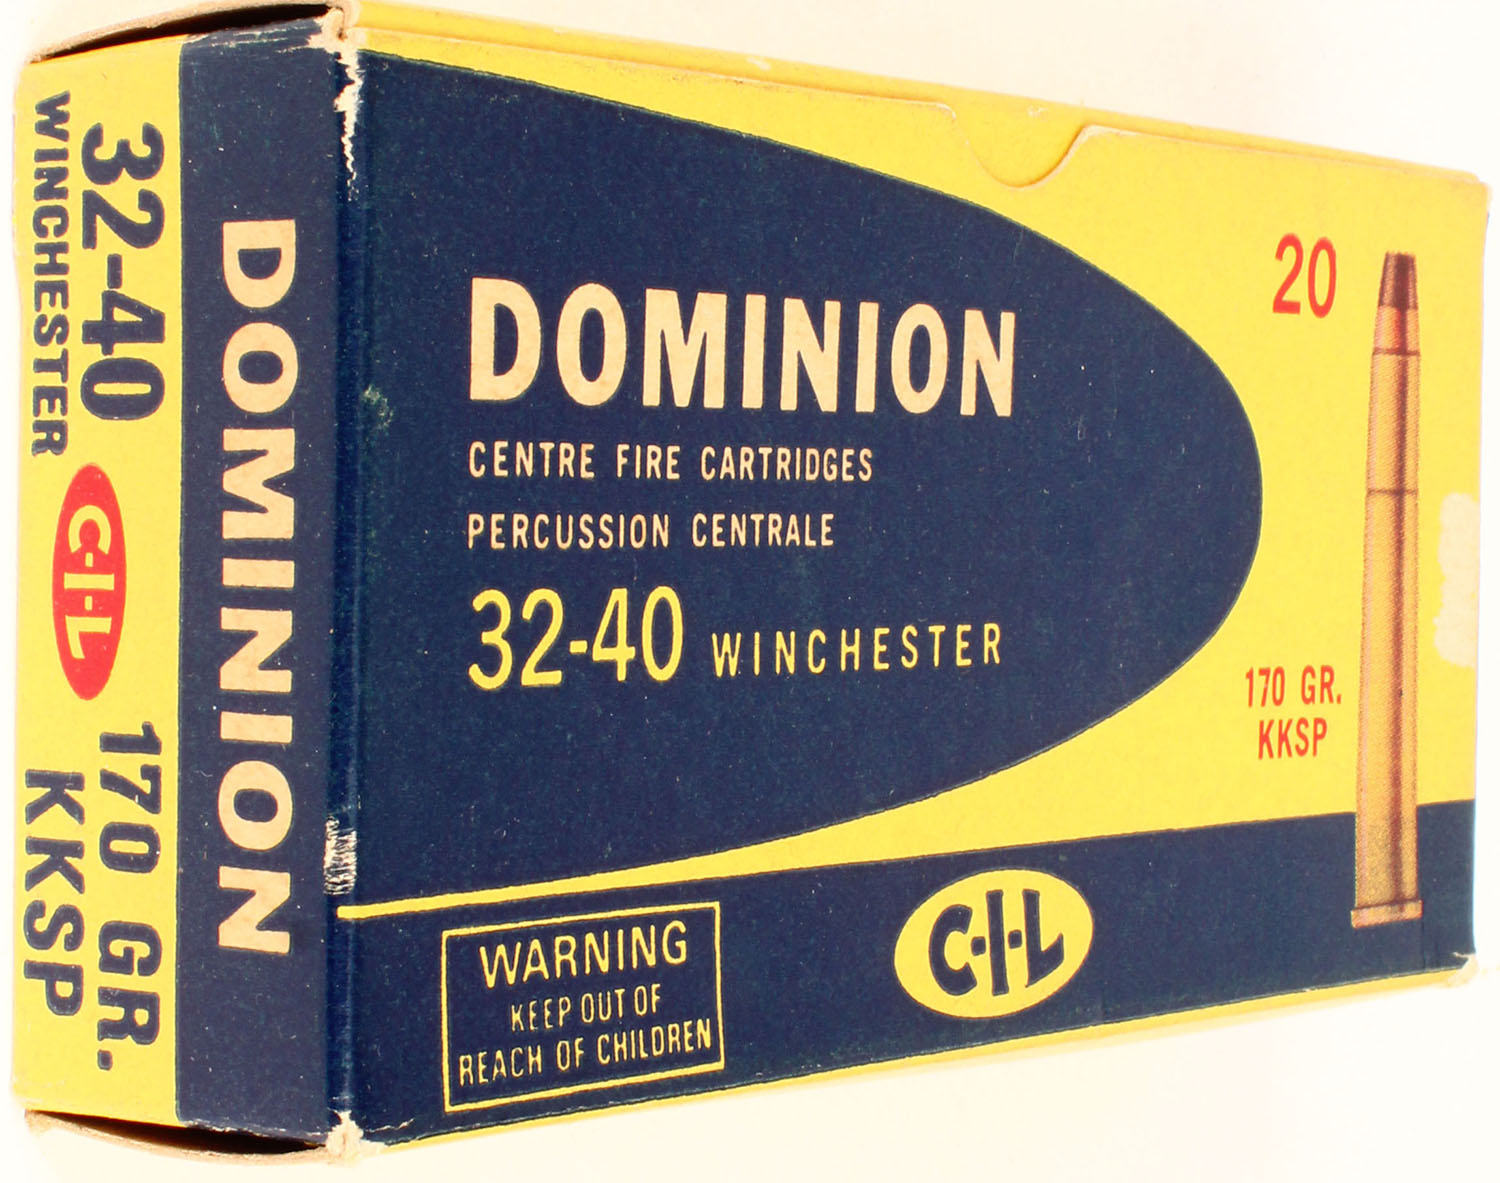 DOMINION
CENTRE FIRE CARTRIDGES
PERCUSSION CENTRALE
32-40 WINCHESTER
20
170 GR.
KKSP
WARNING
KEEP OUT OF
REACH OF CHILDREN
C-I-L
DOMINION
32-40
WINCHESTER
C-I-L
170 GR.
KKSP